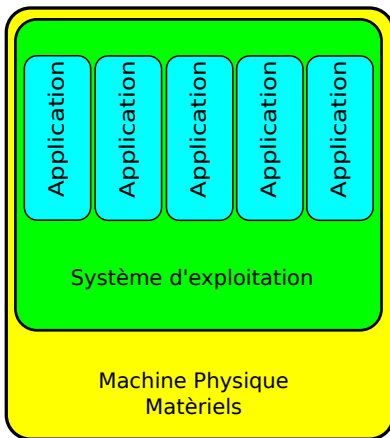 Application
Application
Application
Application
Application
Système d'exploitation
Machine Physique
Matèriels